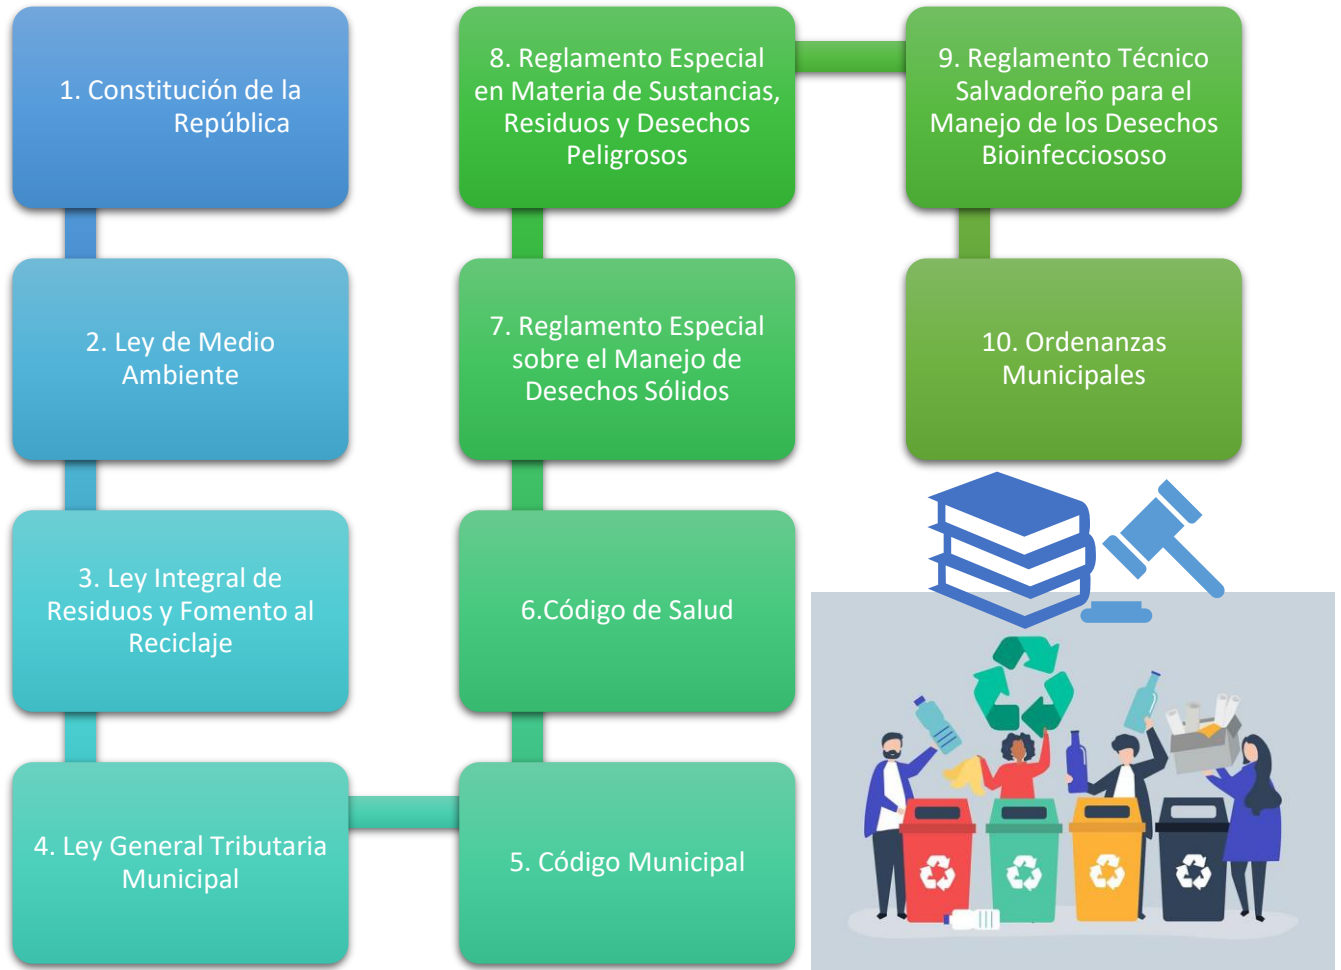 1. Constitución de la
República
2. Ley de Medio
Ambiente
3. Ley Integral de
Residuos y Fomento al
Reciclaje
4. Ley General Tributaria
Municipal
5. Código Municipal
6.Código de Salud
7. Reglamento Especial
sobre el Manejo de
Desechos Sólidos
8. Reglamento Especial
en Materia de Sustancias,
Residuos y Desechos
Peligrosos
9. Reglamento Técnico
Salvadoreño para el
Manejo de los Desechos
Bioinfecciososo
10. Ordenanzas
Municipales